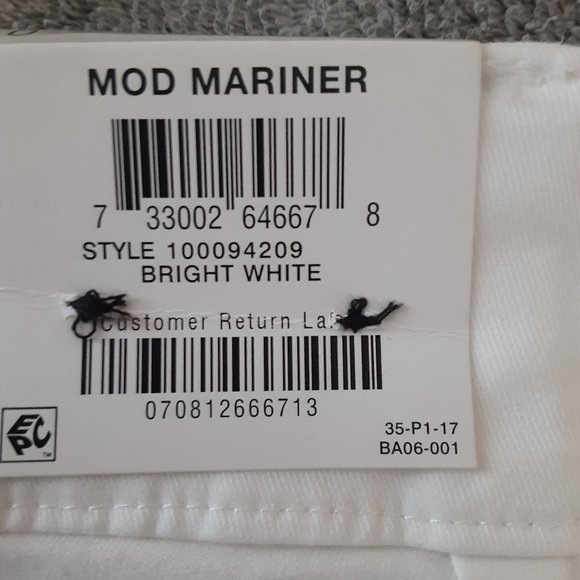 MOD MARINER
7 33002 64667 8
STYLE 100094209
BRIGHT WHITE
Customer Return
070812666713
35-P1-17
BA06-001
EPC
TM